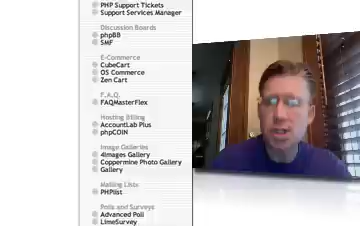 PHP Support Tickets
Support Services Manager
Discussion Boards
phpBB
SMF
E-Commerce
CubeCart
OS Commerce
Zen Cart
F.A.Q.
FAQMasterFlex
Hosting Billing
AccountLab Plus
phpCOIN
Image Galleries
4images Gallery
Coppermine Photo Gallery
Gallery
Mailing Lists
PHPlist
Polls and Surveys
Advanced Poll
LimeSurvey